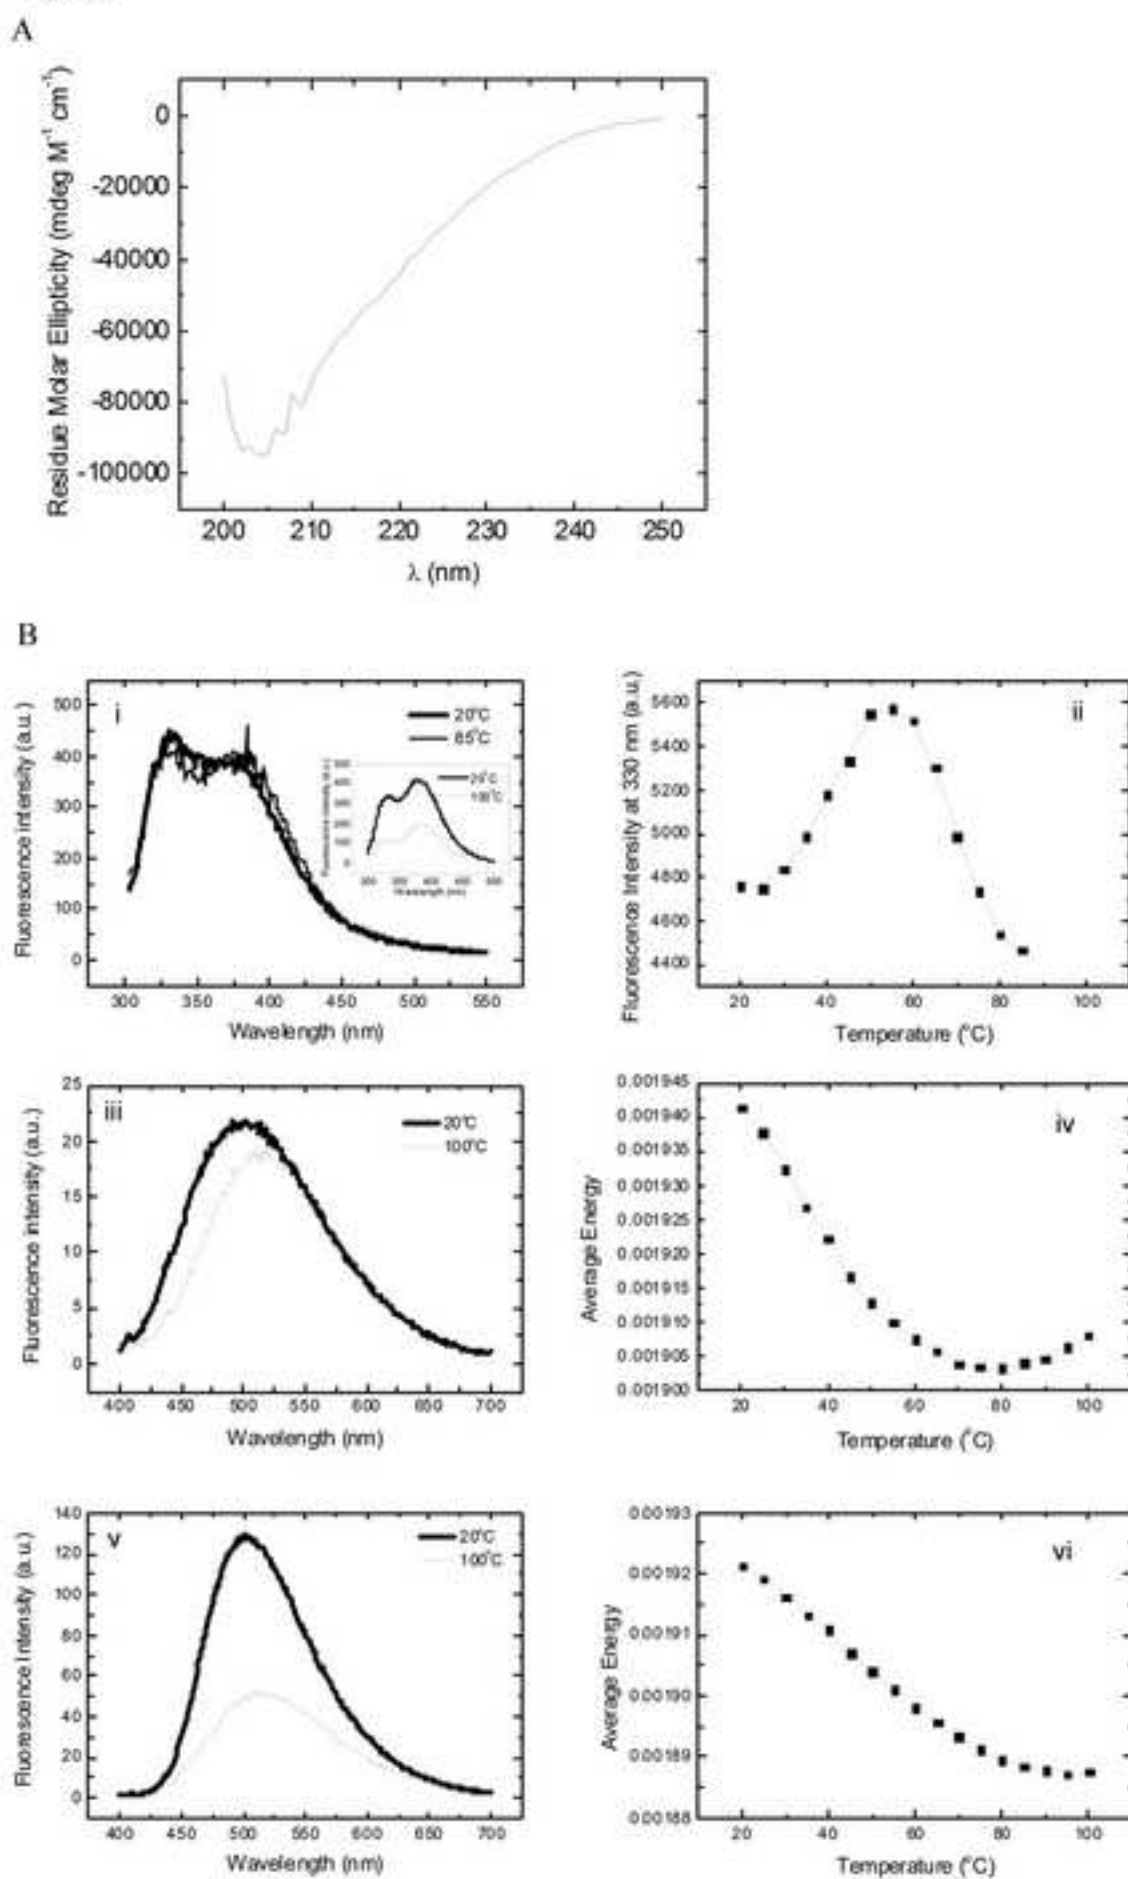 A
Residue Molar Ellipticity (mdeg M⁻¹ cm⁻¹)
0
-20000
-40000
-60000
-80000
-100000
200 210 220 230 240 250
λ (nm)
B
i
Fluorescence intensity (a.u.)
500
400
300
200
100
0
20°C
85°C
20°C
100°C
300 350 400 450 500 550
Wavelength (nm)
ii
Fluorescence Intensity at 330 nm (a.u.)
5600
5400
5200
5000
4800
4600
4400
20 40 60 80 100
Temperature (°C)
iii
Fluorescence intensity (a.u.)
25
20
15
10
5
0
20°C
100°C
400 450 500 550 600 650 700
Wavelength (nm)
iv
Average Energy
0.001945
0.001940
0.001935
0.001930
0.001925
0.001920
0.001915
0.001910
0.001905
0.001900
20 40 60 80 100
Temperature (°C)
v
Fluorescence Intensity (a.u.)
140
120
100
80
60
40
20
0
20°C
100°C
400 450 500 550 600 650 700
Wavelength (nm)
vi
Average Energy
0.00193
0.00192
0.00191
0.00190
0.00189
0.00188
20 40 60 80 100
Temperature (°C)